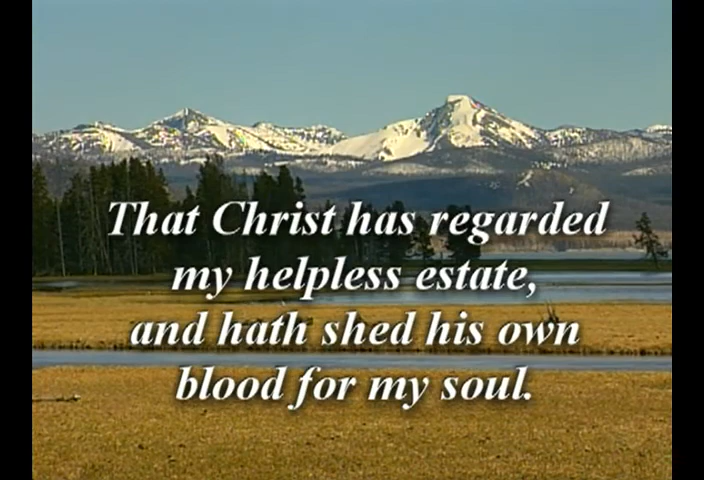 That Christ has regarded
my helpless estate,
and hath shed his own
blood for my soul.